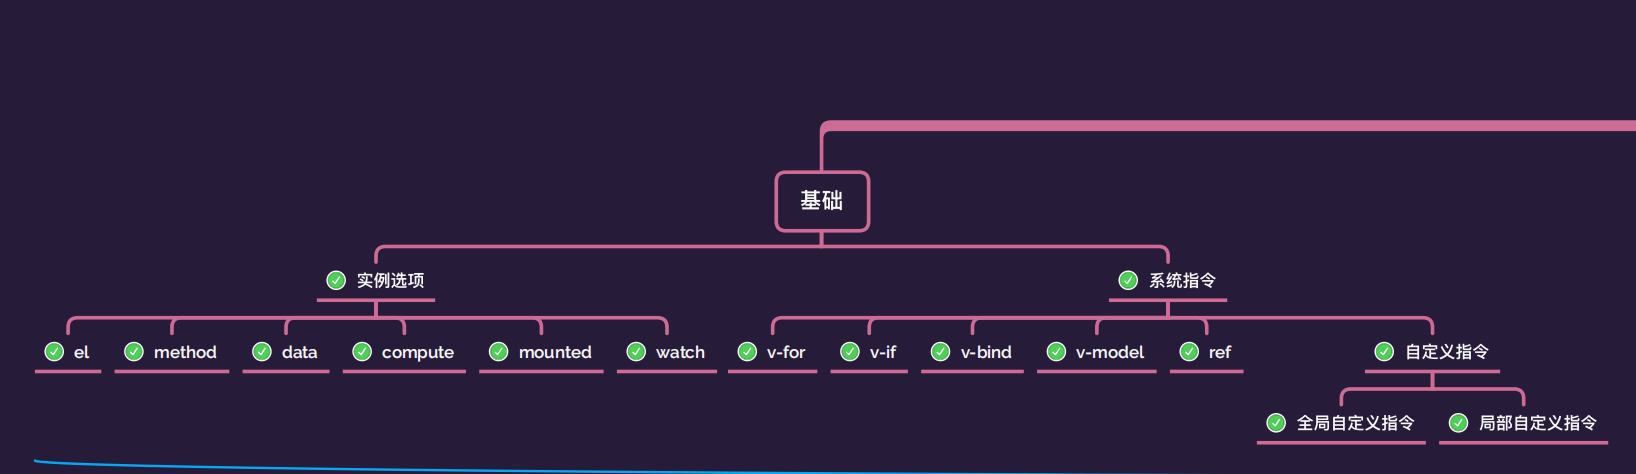 基础
实例选项
系统指令
el
method
data
compute
mounted
watch
v-for
v-if
v-bind
v-model
ref
自定义指令
全局自定义指令
局部自定义指令